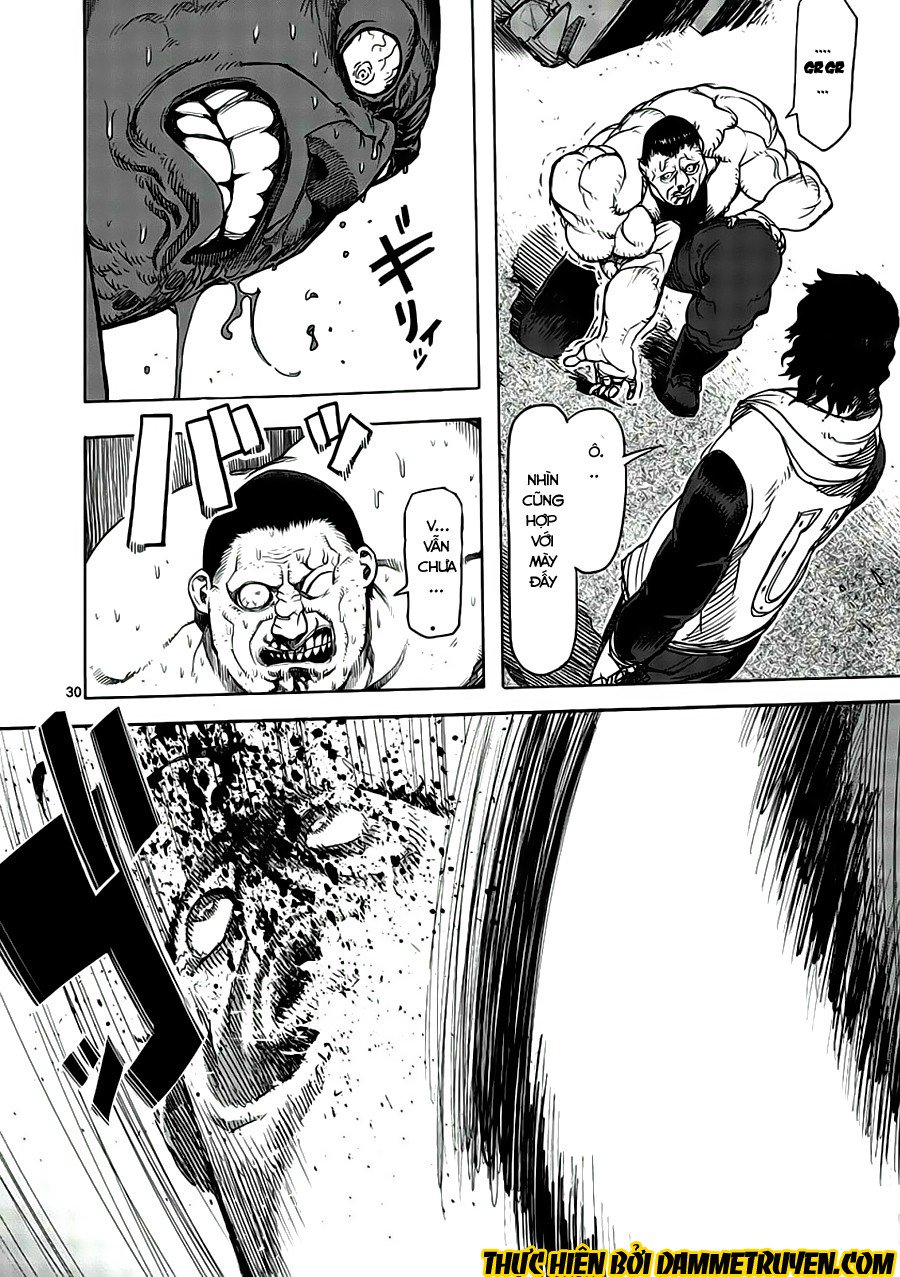 ....
GR GR
...
Ô.
..
NHÌN
CŨNG
HỢP
VỚI
MÀY
ĐẤY
U
ギリィッ
バッ
V...
VẪN
CHƯA
...
30
THỰC HIỆN BỞI DAMMETRUYEN.COM